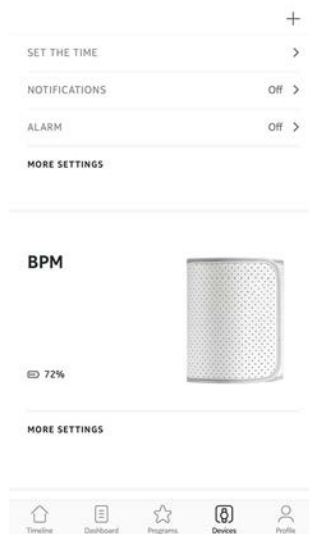 SET THE TIME
NOTIFICATIONS Off
ALARM Off
MORE SETTINGS
BPM
72%
MORE SETTINGS
Timeline Dashboard Programs Devices Profile